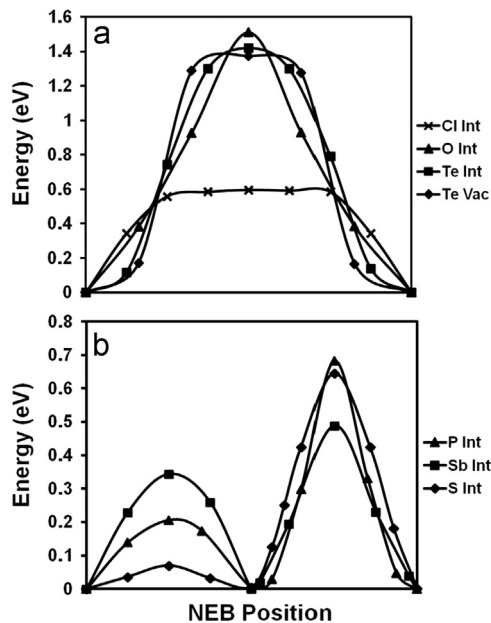 a
Energy (eV)
1.6
1.4
1.2
1
0.8
0.6
0.4
0.2
0
Cl Int
O Int
Te Int
Te Vac
b
Energy (eV)
0.8
0.7
0.6
0.5
0.4
0.3
0.2
0.1
0
P Int
Sb Int
S Int
NEB Position